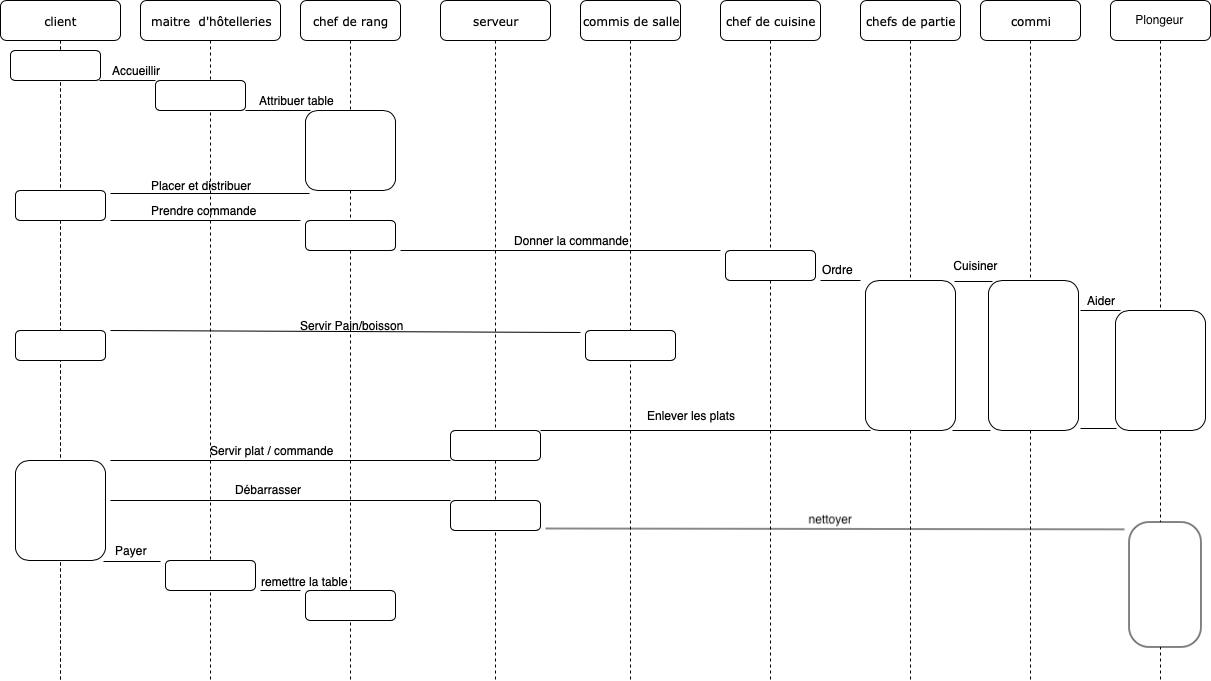 client
maitre d'hôtelleries
chef de rang
serveur
commis de salle
chef de cuisine
chefs de partie
commi
Plongeur
Accueillir
Attribuer table
Placer et distribuer
Prendre commande
Donner la commande
Ordre
Cuisiner
Aider
Servir Pain/boisson
Enlever les plats
Servir plat / commande
Débarrasser
nettoyer
Payer
remettre la table